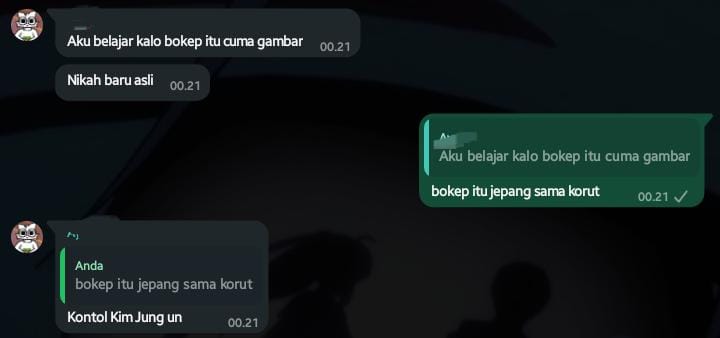 Aku belajar kalo bokep itu cuma gambar 00.21
Nikah baru asli 00.21
Aku belajar kalo bokep itu cuma gambar
bokep itu jepang sama korut 00.21
Anda
bokep itu jepang sama korut
Kontol Kim Jung un 00.21